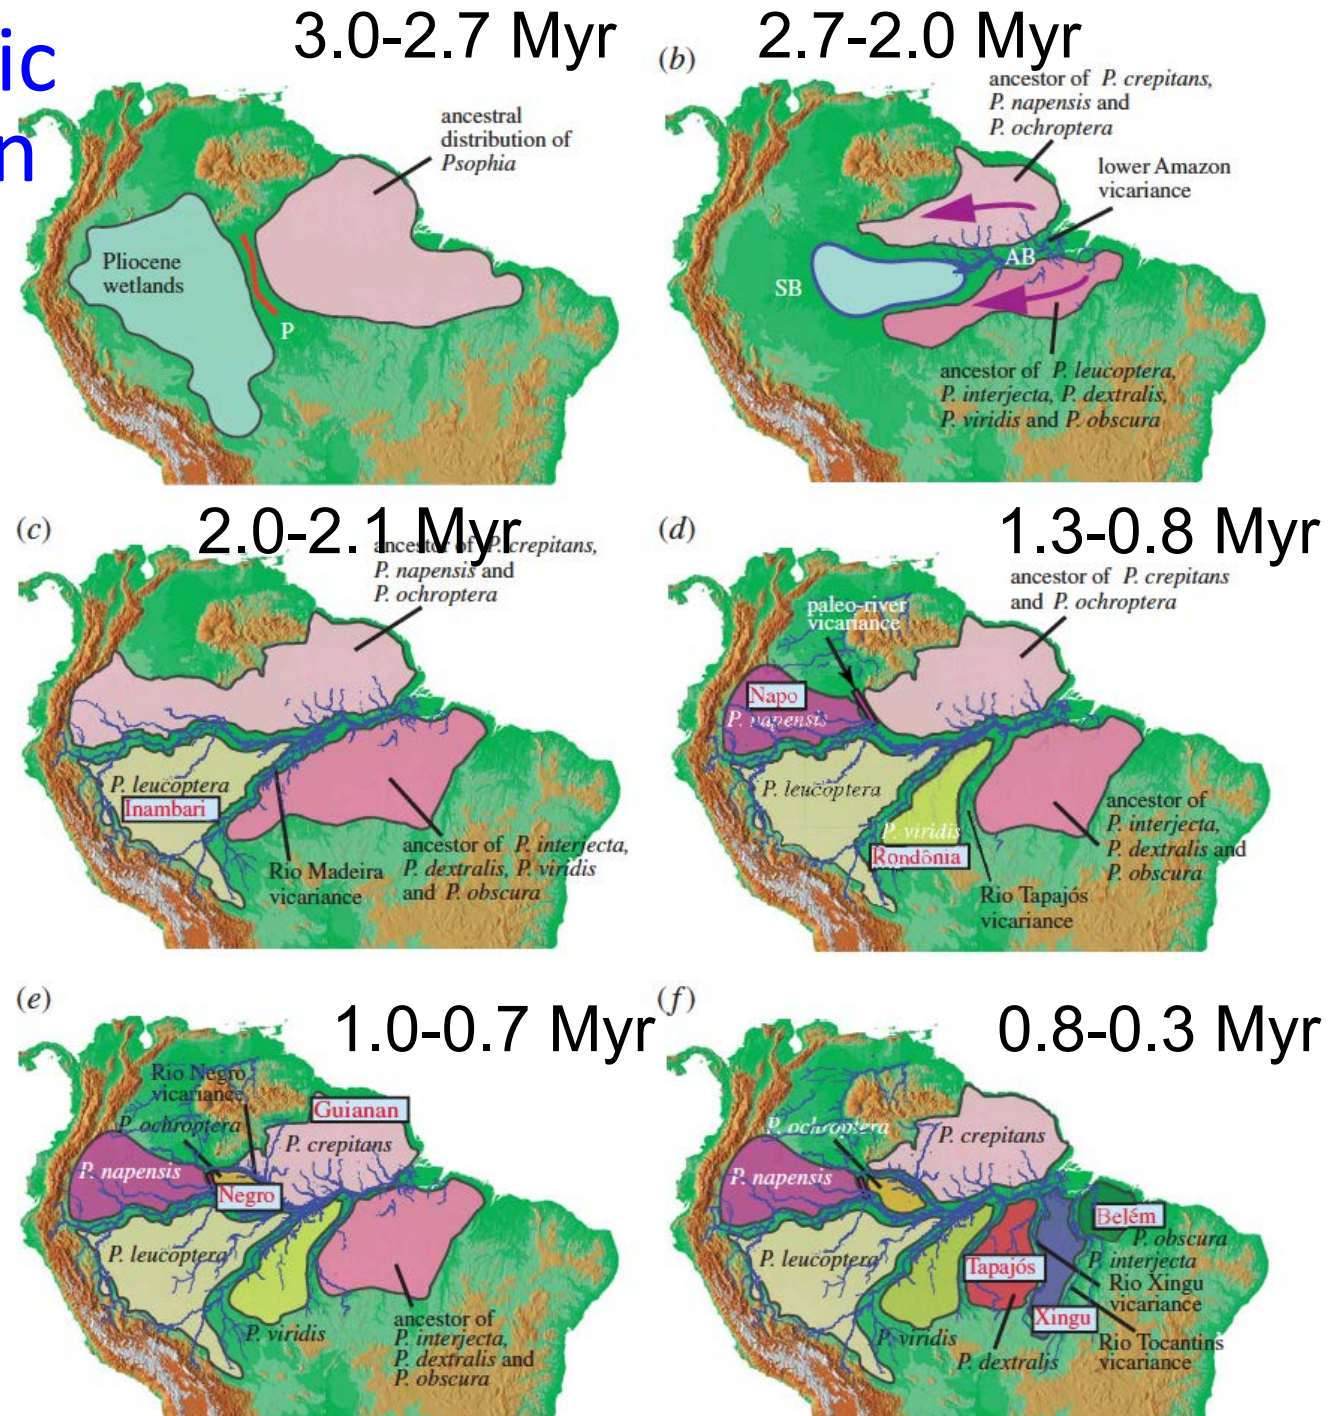 ic
n
3.0-2.7 Myr
ancestral
distribution of
Psophia
Pliocene
wetlands
P
2.7-2.0 Myr
(b)
ancestor of P. crepitans,
P. napensis and
P. ochroptera
lower Amazon
vicariance
AB
SB
ancestor of P. leucoptera,
P. interjecta, P. dextralis,
P. viridis and P. obscura
(c)
2.0-2.1 Myr
ancestor of P. crepitans,
P. napensis and
P. ochroptera
P. leucoptera
Inambari
Rio Madeira
vicariance
ancestor of P. interjecta,
P. dextralis, P. viridis
and P. obscura
(d)
1.3-0.8 Myr
ancestor of P. crepitans
and P. ochroptera
paleo-river
vicariance
Napo
P. napensis
P. leucoptera
P. viridis
Rondônia
ancestor of
P. interjecta,
P. dextralis and
P. obscura
Rio Tapajós
vicariance
(e)
1.0-0.7 Myr
Rio Negro
vicariance
P. ochroptera
Guianan
P. crepitans
P. napensis
Negro
P. leucoptera
P. viridis
ancestor of
P. interjecta,
P. dextralis and
P. obscura
(f)
0.8-0.3 Myr
P. ochroptera
P. crepitans
P. napensis
Belém
P. obscura
P. leucoptera
P. interjecta
Tapajós
Rio Xingu
vicariance
Xingu
P. viridis
P. dextralis
Rio Tocantins
vicariance